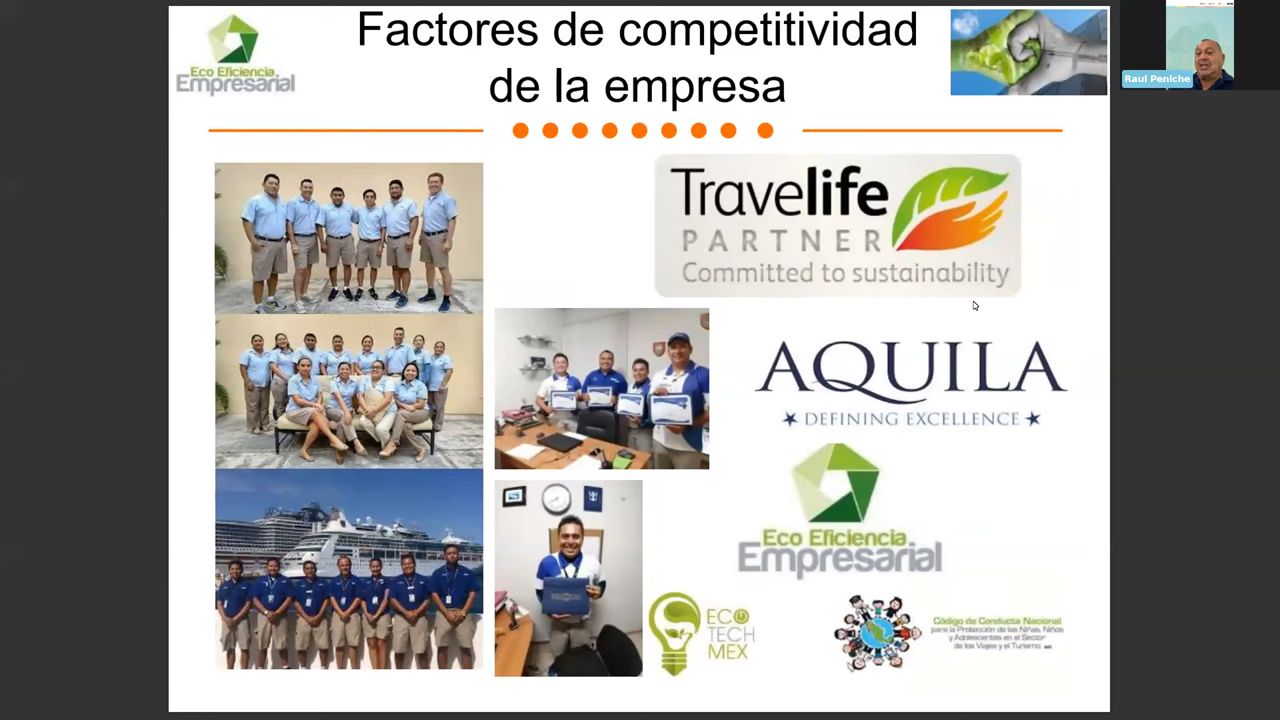 Factores de competitividad
de la empresa
Eco Eficiencia
Empresarial
Raul Peniche
Travelife
PARTNER
Committed to sustainability
AQUILA
DEFINING EXCELLENCE
Eco Eficiencia
Empresarial
ECO
TECH
MEX
Código de Conducta Nacional
para la Protección de las Niñas, Niños
y Adolescentes en el Sector
de los Viajes y el Turismo